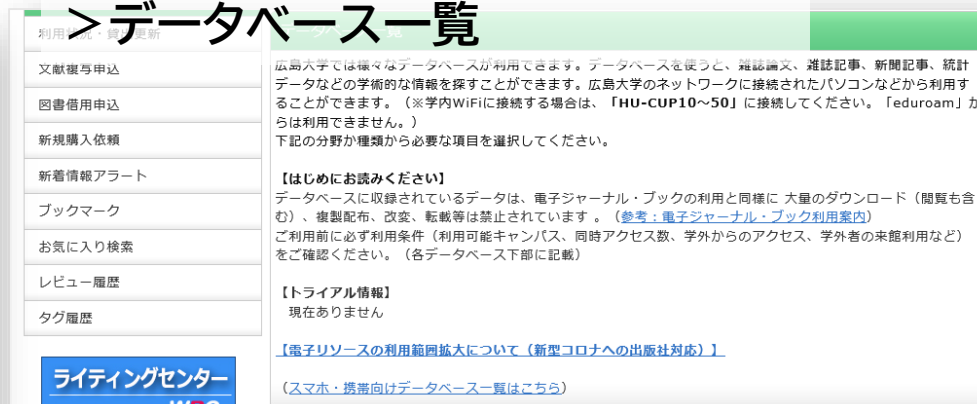 ＞データベース一覧
利用状況・貸出更新
文献複写申込
図書借用申込
新規購入依頼
新着情報アラート
ブックマーク
お気に入り検索
レビュー履歴
タグ履歴
ライティングセンター
データベース一覧
広島大学では様々なデータベースが利用できます。データベースを使うと、雑誌論文、雑誌記事、新聞記事、統計
データなどの学術的な情報を探すことができます。広島大学のネットワークに接続されたパソコンなどから利用す
ることができます。（※学内WiFiに接続する場合は、「HU-CUP10～50」に接続してください。「eduroam」か
らは利用できません。）
下記の分野か種類から必要な項目を選択してください。
【はじめにお読みください】
データベースに収録されているデータは、電子ジャーナル・ブックの利用と同様に 大量のダウンロード（閲覧も含
む）、複製配布、改変、転載等は禁止されています 。（参考：電子ジャーナル・ブック利用案内）
ご利用前に必ず利用条件（利用可能キャンパス、同時アクセス数、学外からのアクセス、学外者の来館利用など）
をご確認ください。（各データベース下部に記載）
【トライアル情報】
現在ありません
【電子リソースの利用範囲拡大について（新型コロナへの出版社対応）】
（スマホ・携帯向けデータベース一覧はこちら）